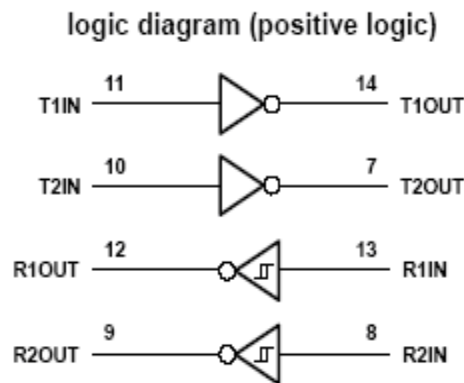 logic diagram (positive logic)
11 14
T1IN T1OUT
10 7
T2IN T2OUT
12 13
R1OUT R1IN
9 8
R2OUT R2IN